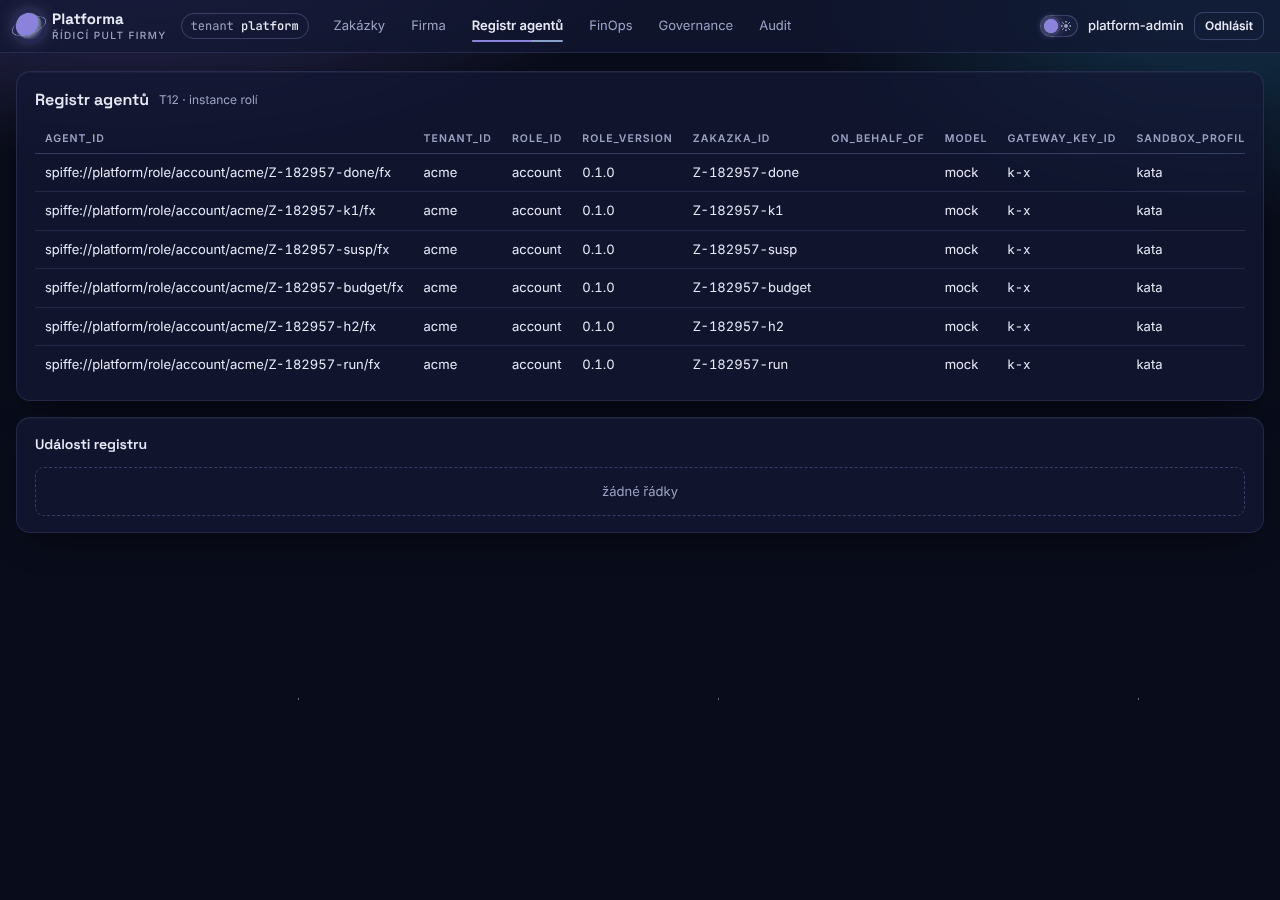 Platforma
ŘÍDICÍ PULT FIRMY
tenant platform
Zakázky Firma Registr agentů FinOps Governance Audit
platform-admin Odhlásit
Registr agentů T12 · instance rolí
AGENT_ID TENANT_ID ROLE_ID ROLE_VERSION ZAKAZKA_ID ON_BEHALF_OF MODEL GATEWAY_KEY_ID SANDBOX_PROFIL
spiffe://platform/role/account/acme/Z-182957-done/fx acme account 0.1.0 Z-182957-done mock k-x kata
spiffe://platform/role/account/acme/Z-182957-k1/fx acme account 0.1.0 Z-182957-k1 mock k-x kata
spiffe://platform/role/account/acme/Z-182957-susp/fx acme account 0.1.0 Z-182957-susp mock k-x kata
spiffe://platform/role/account/acme/Z-182957-budget/fx acme account 0.1.0 Z-182957-budget mock k-x kata
spiffe://platform/role/account/acme/Z-182957-h2/fx acme account 0.1.0 Z-182957-h2 mock k-x kata
spiffe://platform/role/account/acme/Z-182957-run/fx acme account 0.1.0 Z-182957-run mock k-x kata
Události registru
žádné řádky